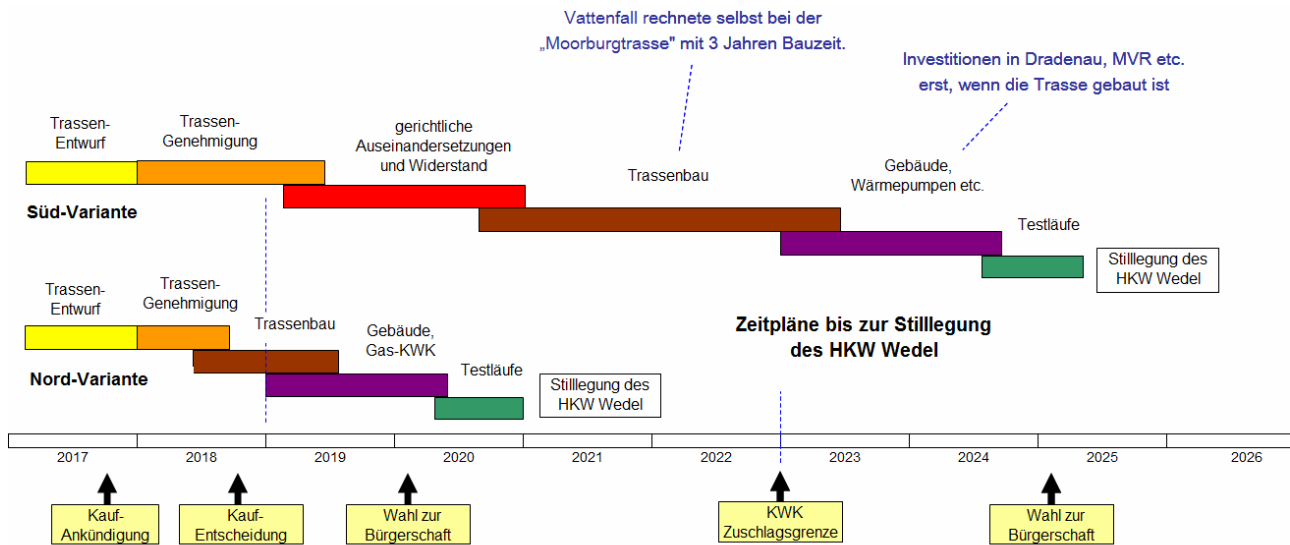 Vattenfall rechnete selbst bei der
„Moorburgtrasse" mit 3 Jahren Bauzeit.
Investitionen in Dradenau, MVR etc.
erst, wenn die Trasse gebaut ist
Trassen-
Entwurf
Trassen-
Genehmigung
gerichtliche
Auseinandersetzungen
und Widerstand
Trassenbau
Gebäude,
Wärmepumpen etc.
Testläufe
Süd-Variante
Stilllegung des
HKW Wedel
Trassen-
Entwurf
Trassen-
Genehmigung
Trassenbau
Gebäude,
Gas-KWK
Testläufe
Nord-Variante
Stilllegung des
HKW Wedel
Zeitpläne bis zur Stilllegung
des HKW Wedel
2017
2018
2019
2020
2021
2022
2023
2024
2025
2026
Kauf-
Ankündigung
Kauf-
Entscheidung
Wahl zur
Bürgerschaft
KWK
Zuschlagsgrenze
Wahl zur
Bürgerschaft